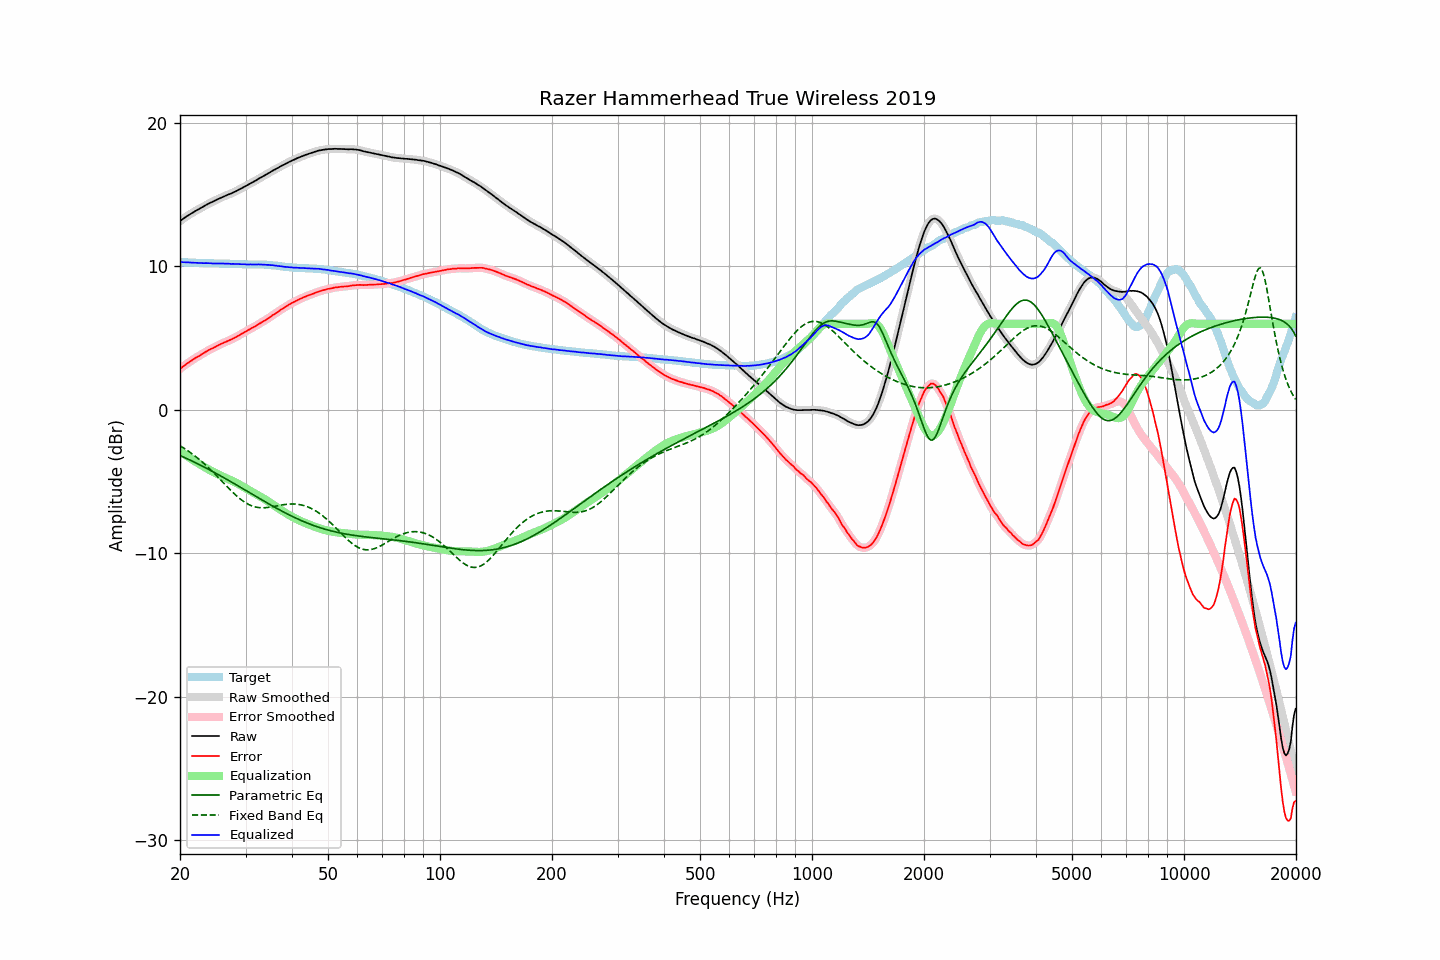 Razer Hammerhead True Wireless 2019
20
10
0
−10
−20
−30
Amplitude (dBr)
Target
Raw Smoothed
Error Smoothed
Raw
Error
Equalization
Parametric Eq
Fixed Band Eq
Equalized
20 50 100 200 500 1000 2000 5000 10000 20000
Frequency (Hz)